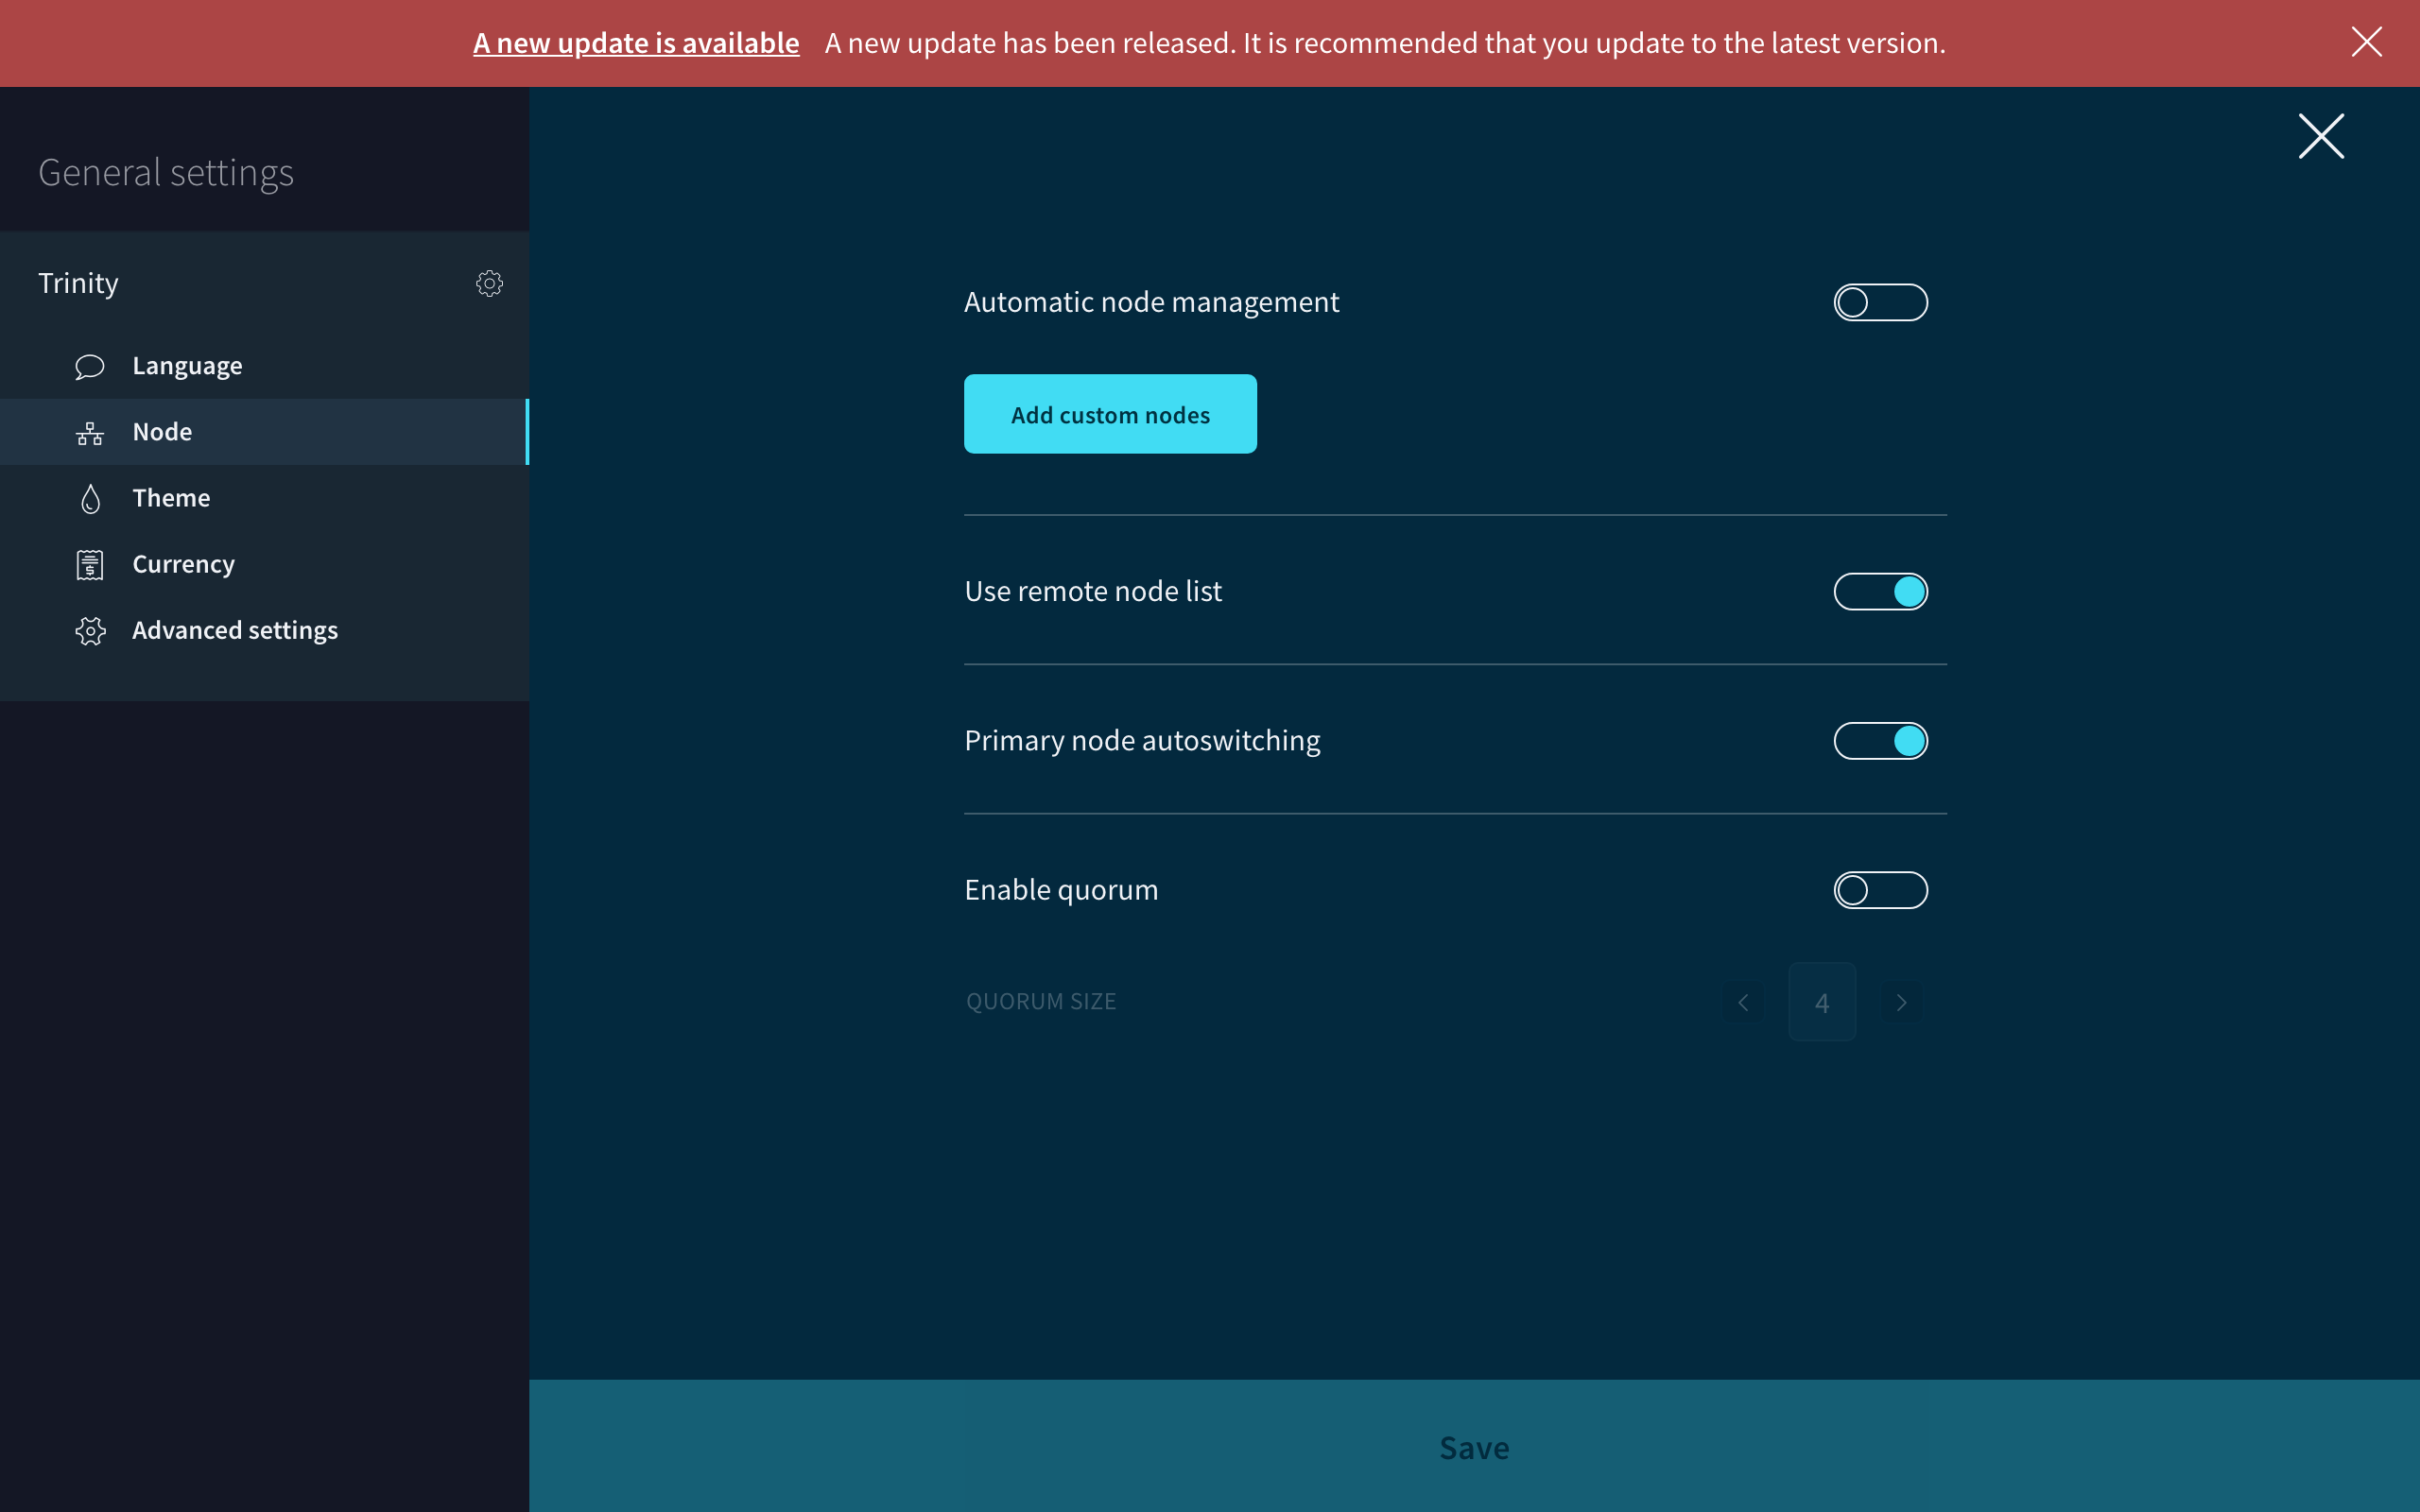 A new update is available A new update has been released. It is recommended that you update to the latest version.
General settings
Trinity
Language
Node
Theme
Currency
Advanced settings
Automatic node management
Add custom nodes
Use remote node list
Primary node autoswitching
Enable quorum
QUORUM SIZE 4
Save